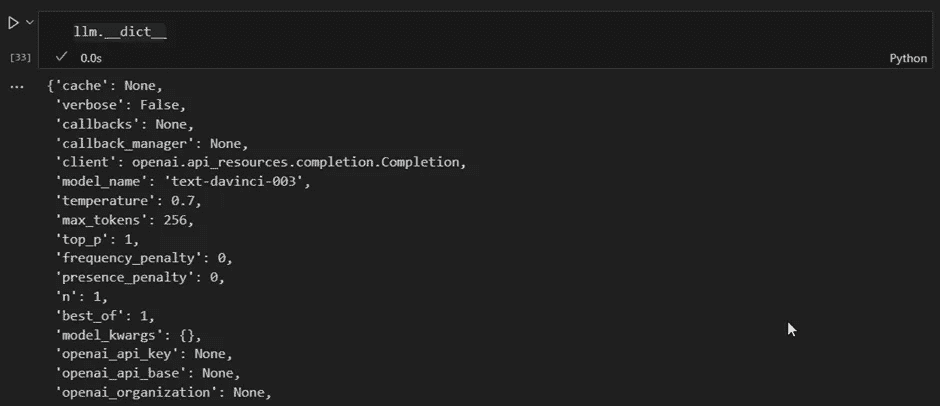 llm.__dict__
[33] ✓ 0.0s Python
... {'cache': None,
'verbose': False,
'callbacks': None,
'callback_manager': None,
'client': openai.api_resources.completion.Completion,
'model_name': 'text-davinci-003',
'temperature': 0.7,
'max_tokens': 256,
'top_p': 1,
'frequency_penalty': 0,
'presence_penalty': 0,
'n': 1,
'best_of': 1,
'model_kwargs': {},
'openai_api_key': None,
'openai_api_base': None,
'openai_organization': None,